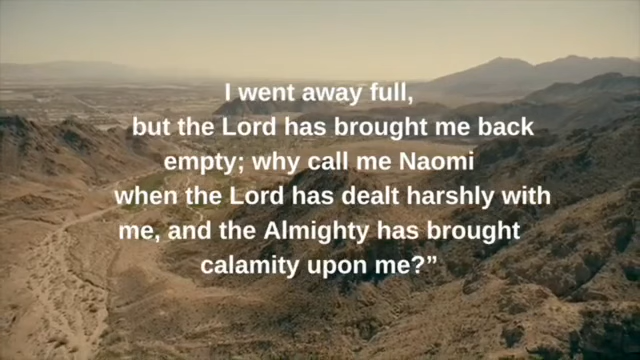 I went away full,
but the Lord has brought me back
empty; why call me Naomi
when the Lord has dealt harshly with
me, and the Almighty has brought
calamity upon me?”